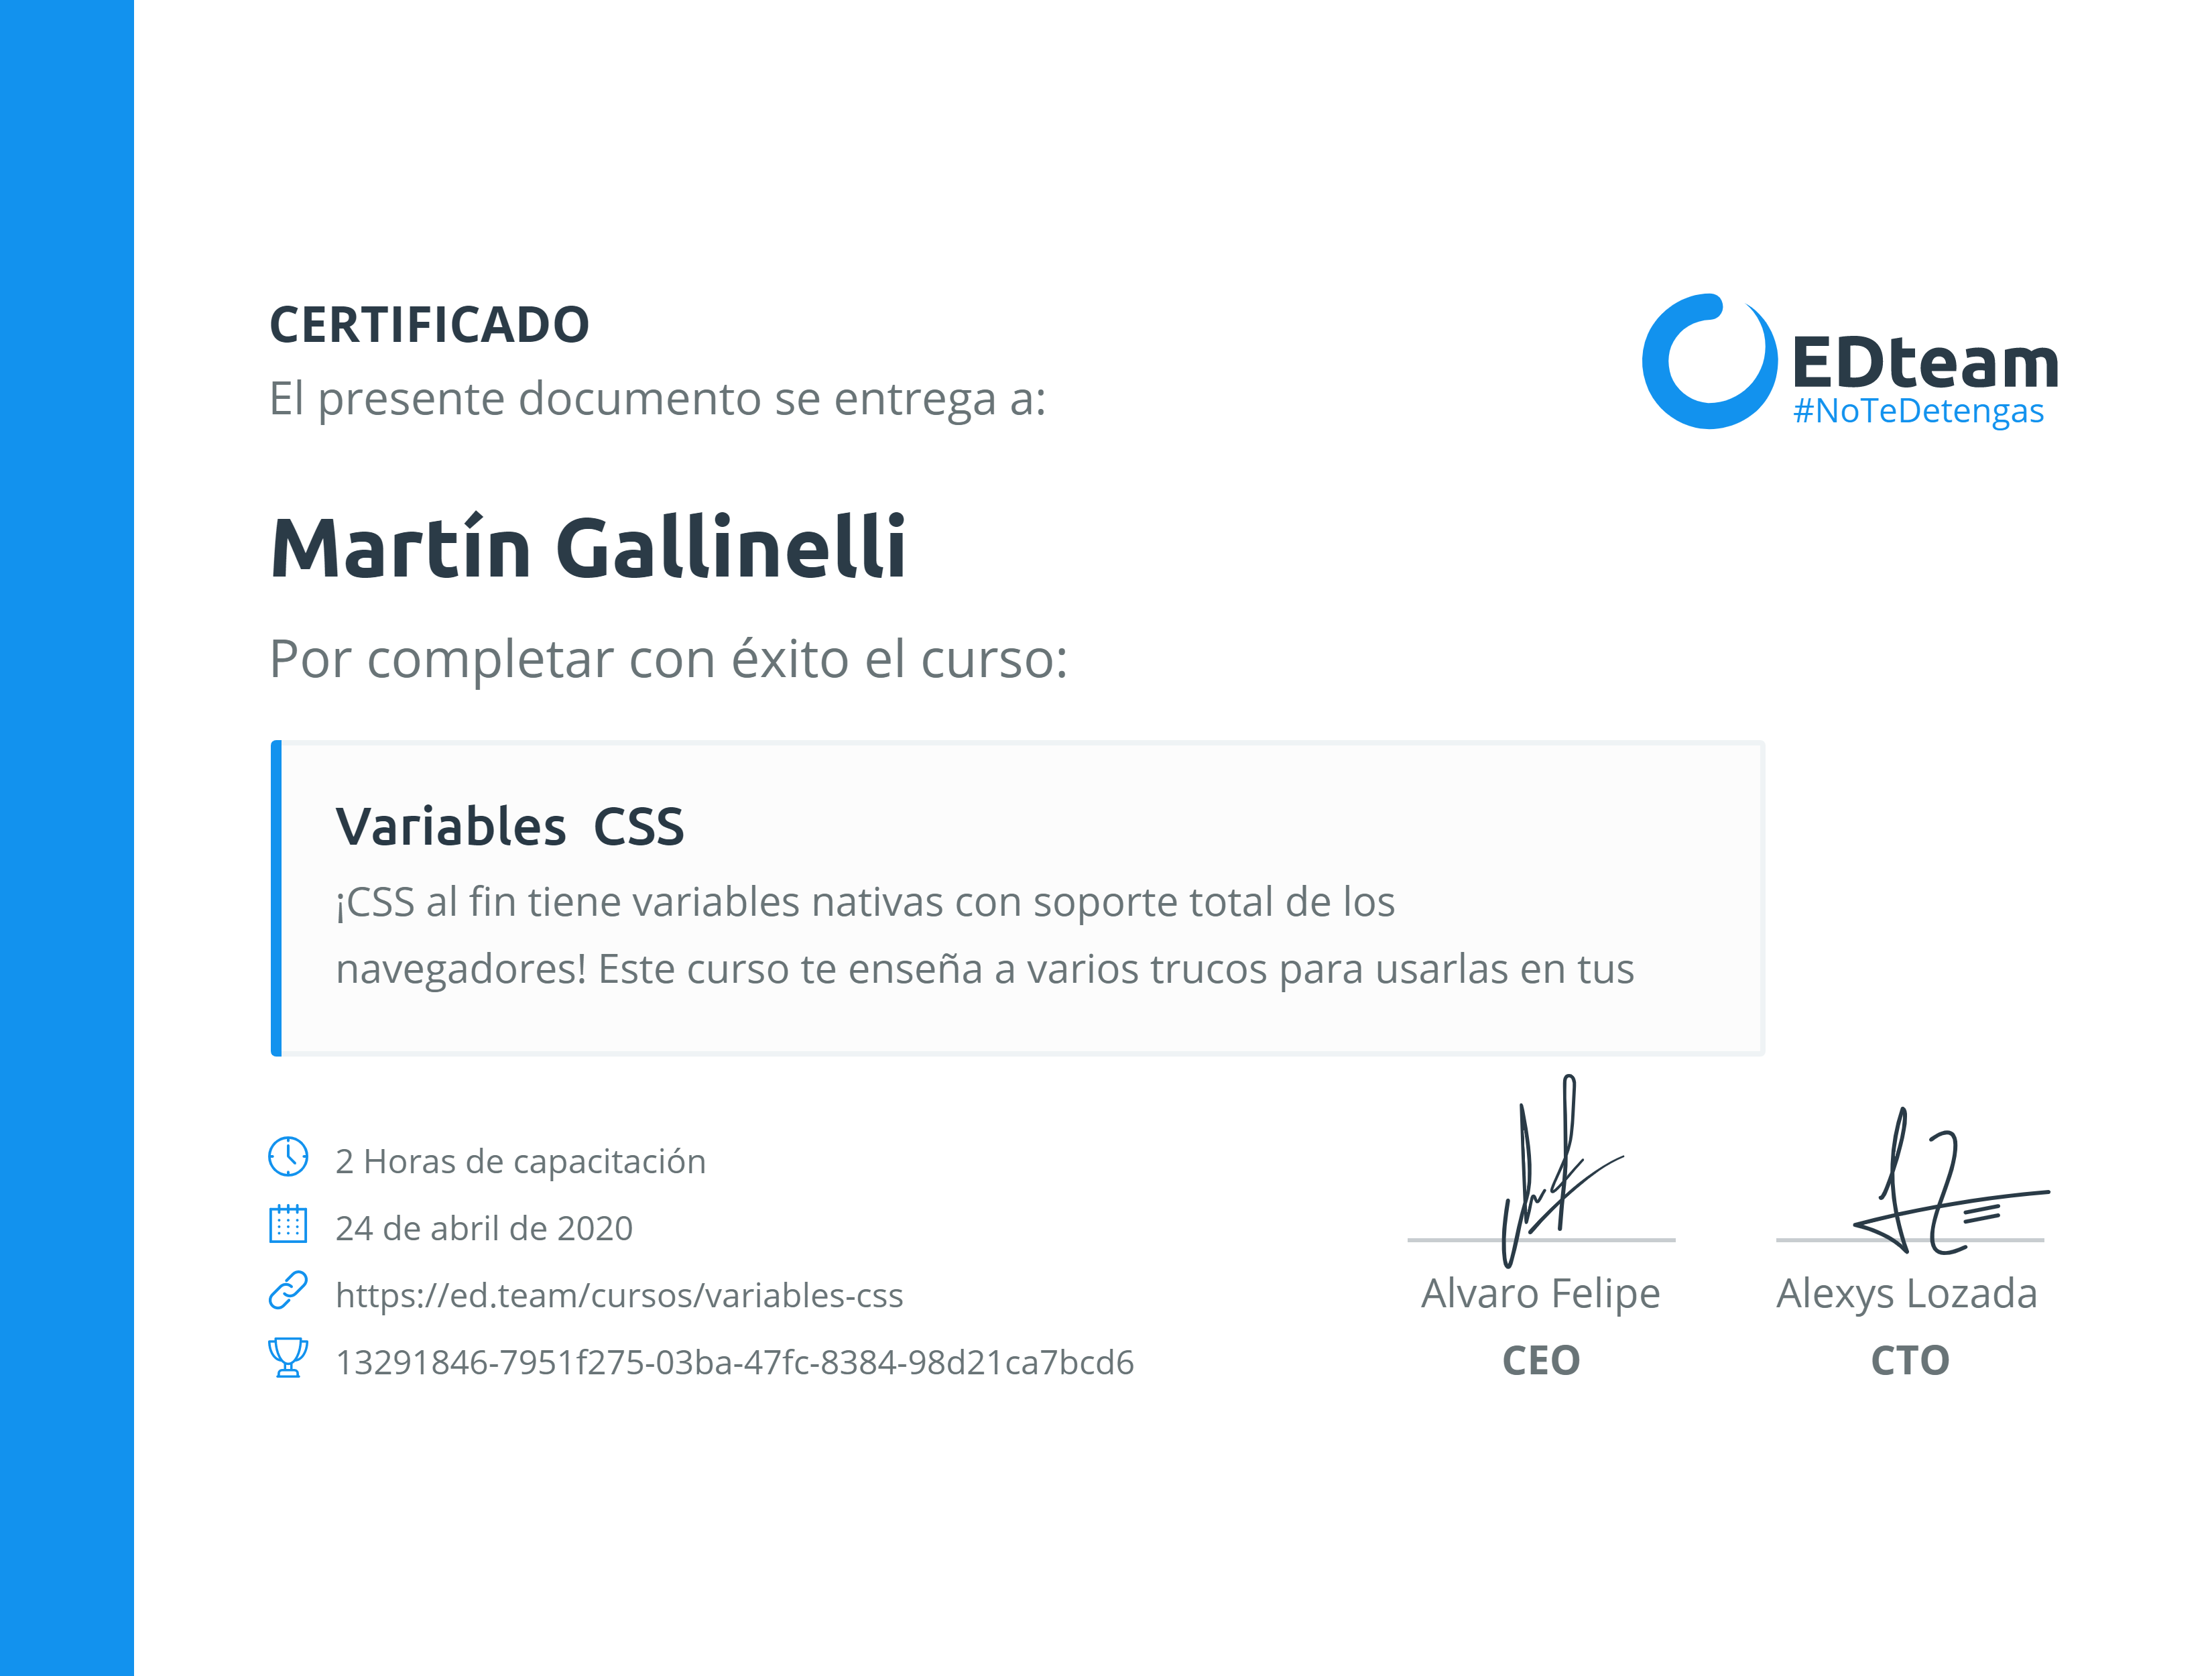 CERTIFICADO
El presente documento se entrega a:
EDteam
#NoTeDetengas
Martín Gallinelli
Por completar con éxito el curso:
Variables CSS
¡CSS al fin tiene variables nativas con soporte total de los
navegadores! Este curso te enseña a varios trucos para usarlas en tus
2 Horas de capacitación
24 de abril de 2020
https://ed.team/cursos/variables-css
13291846-7951f275-03ba-47fc-8384-98d21ca7bcd6
Alvaro Felipe
CEO
Alexys Lozada
CTO